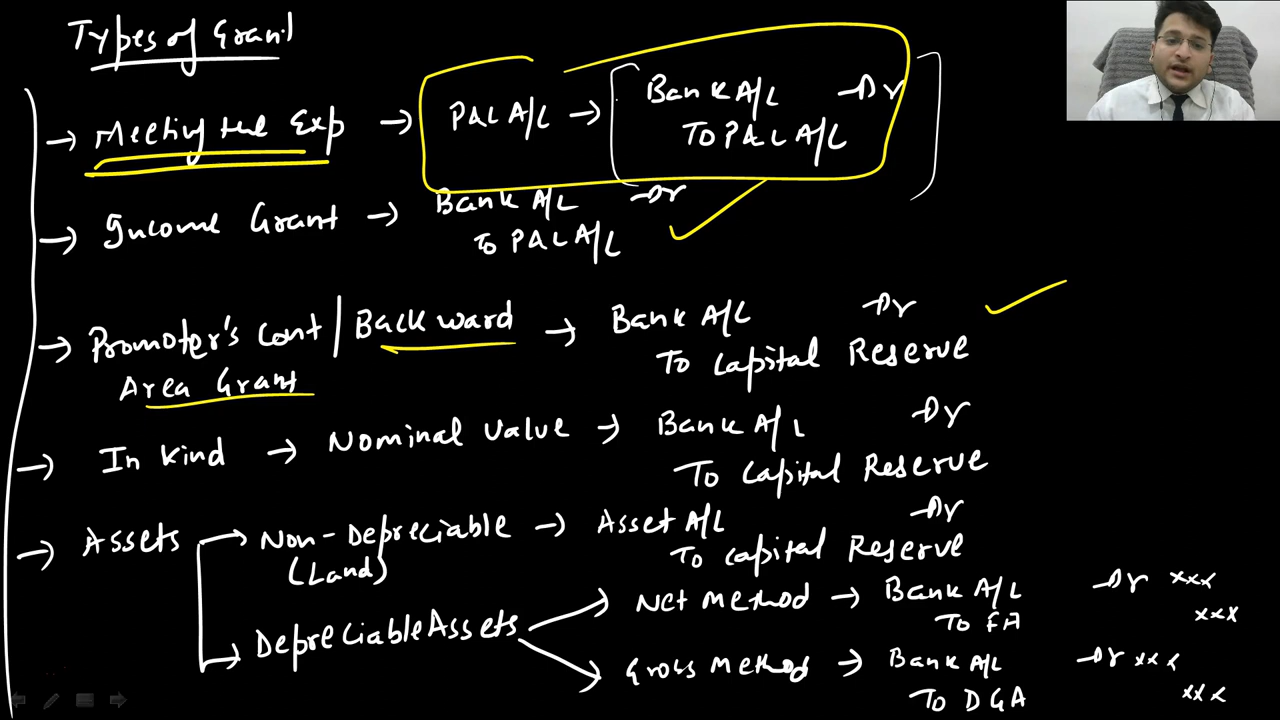 Types of Grant
→ Meeting the Exp → P&L A/L → [Bank A/L Dr
To P&L A/L]
→ Income Grant → Bank A/L Dr
To P&L A/L
→ Promoter's Cont | Backward → Bank A/L Dr
Area Grant To Capital Reserve
→ In Kind → Nominal Value → Bank A/L Dr
To Capital Reserve
→ Assets → Non-Depreciable → Asset A/L Dr
(Land) To Capital Reserve
→ Depreciable Assets → Net Method → Bank A/L Dr xxx
To FA xxx
→ Gross Method → Bank A/L Dr xxx
To DGA xxx